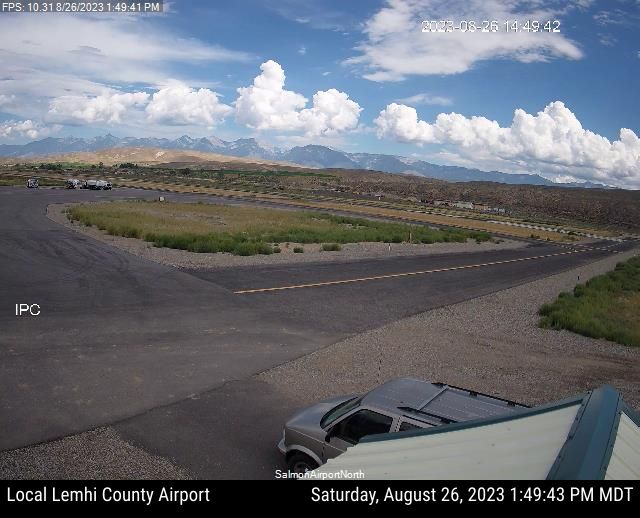 FPS: 10.31 8/26/2023 1:49:41 PM
2023-08-26 14:49:42
IPC
SalmonAirportNorth
Local Lemhi County Airport Saturday, August 26, 2023 1:49:43 PM MDT